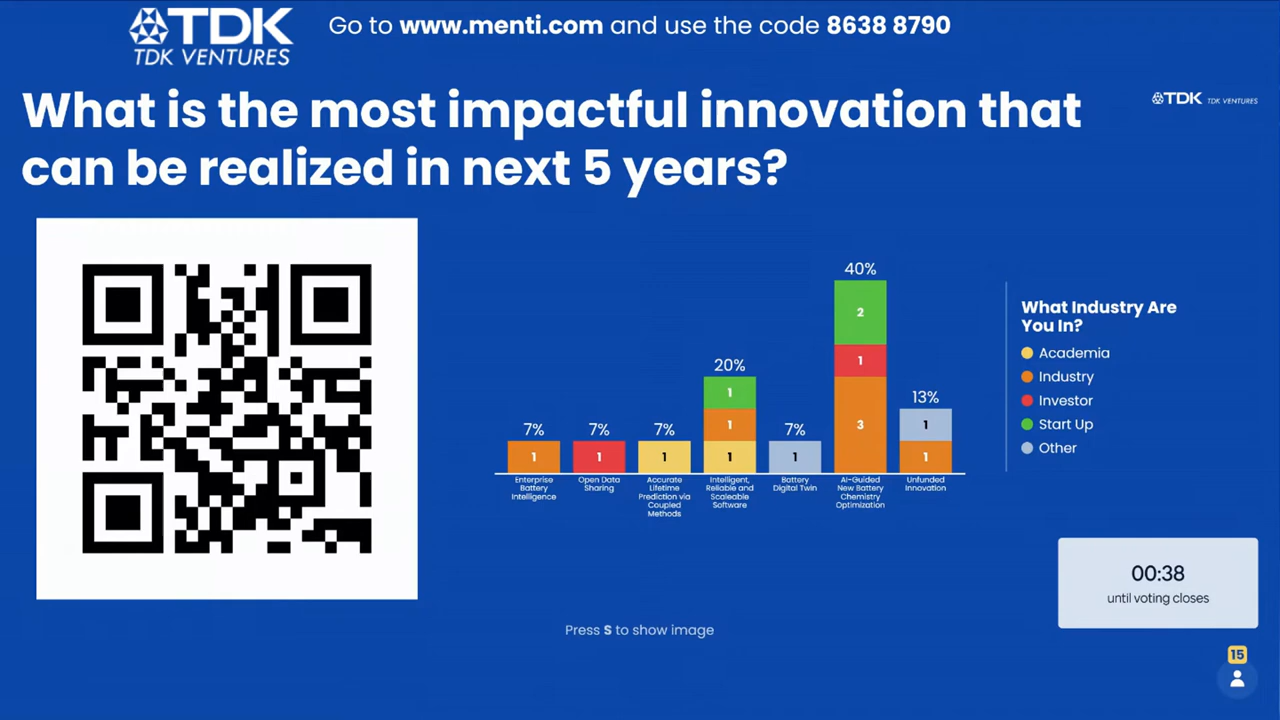 TDK
TDK VENTURES
Go to www.menti.com and use the code 8638 8790
What is the most impactful innovation that
can be realized in next 5 years?
TDK TDK VENTURES
40%
2
1
3
20%
1
1
1
13%
1
1
7%
1
7%
1
7%
1
7%
1
Enterprise
Battery
Intelligence
Open Data
Sharing
Accurate
Lifetime
Prediction via
Coupled
Methods
Intelligent,
Reliable and
Scaleable
Software
Battery
Digital Twin
AI-Guided
New Battery
Chemistry
Optimization
Unfunded
Innovation
What Industry Are
You In?
Academia
Industry
Investor
Start Up
Other
00:38
until voting closes
Press S to show image
15